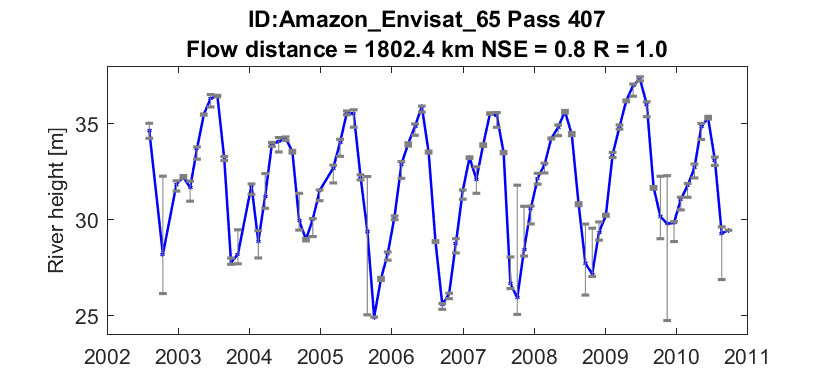 ID:Amazon_Envisat_65 Pass 407
Flow distance = 1802.4 km NSE = 0.8 R = 1.0
River height [m]
35
30
25
2002 2003 2004 2005 2006 2007 2008 2009 2010 2011